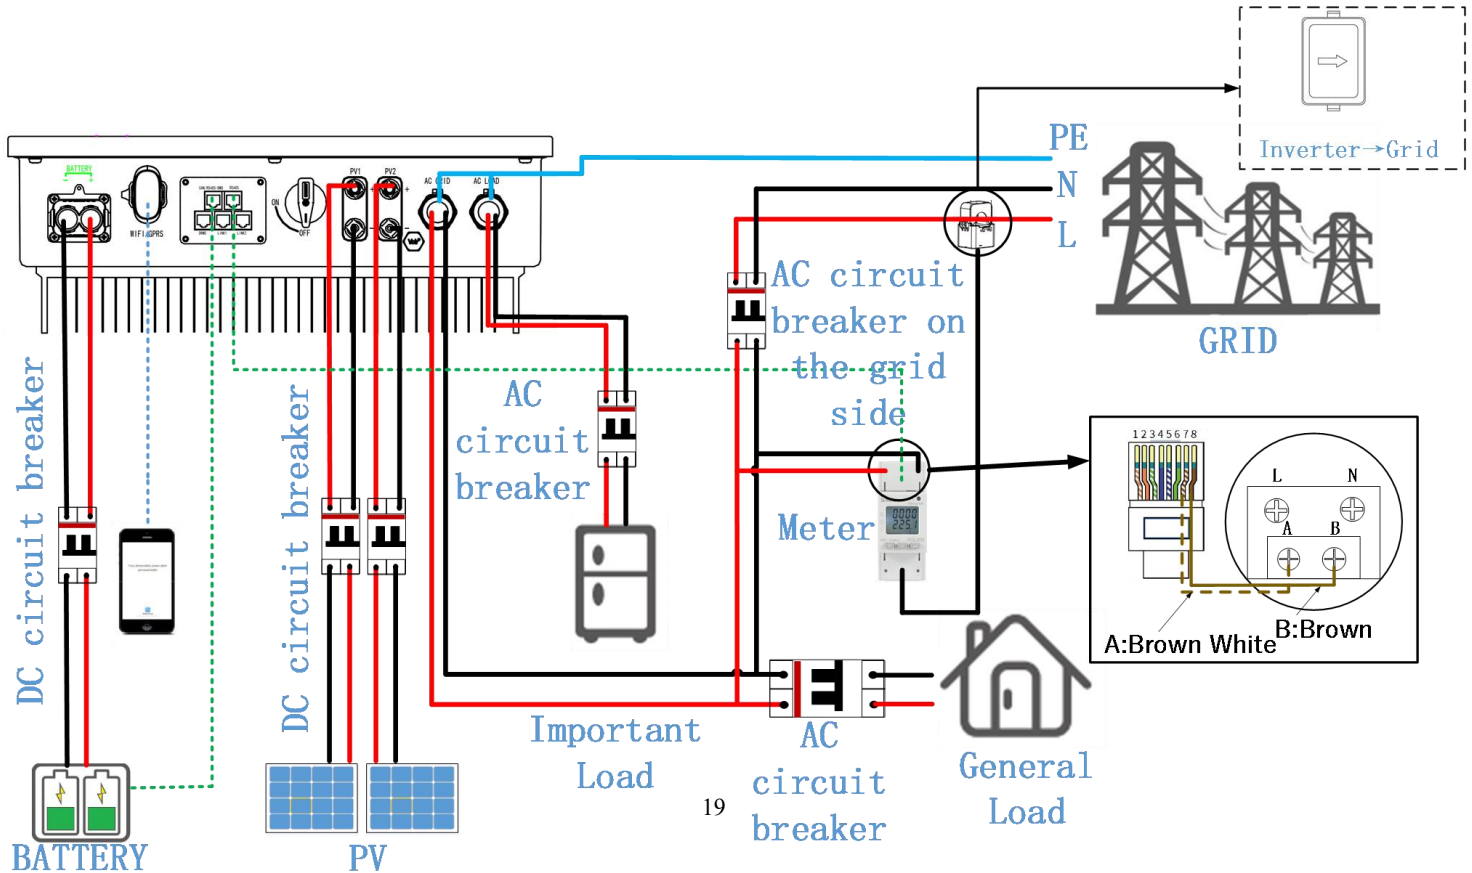 Inverter→Grid
PE
N
L
GRID
BATTERY
WIFI/GPRS
ON
OFF
PV1
PV2
+
+
-
-
AC GRID
AC LOAD
AC circuit
breaker on
the grid
side
DC circuit breaker
DC circuit breaker
AC
circuit
breaker
Meter
12345678
L
N
A
B
A:Brown White
B:Brown
Important
Load
AC
circuit
breaker
General
Load
19
BATTERY
PV